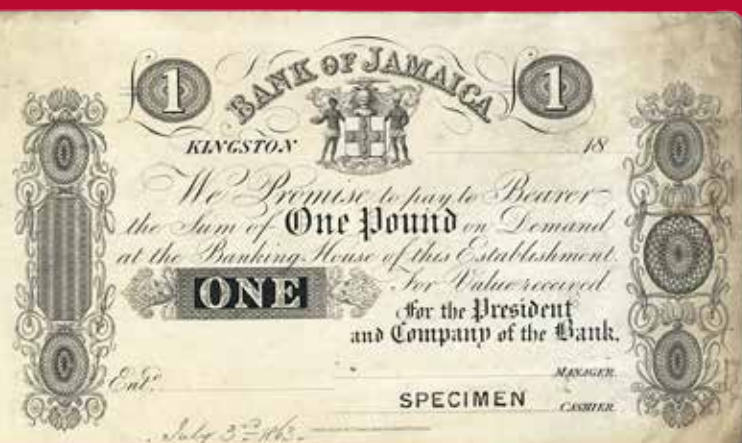 1 BANK OF JAMAICA 1
KINGSTON 18
We Promise to pay to Bearer
the Sum of One Pound on Demand
at the Banking House of this Establishment.
ONE For Value received
For the President
and Company of the Bank.
Entd.
MANAGER.
SPECIMEN CASHIER.
July 3rd 1863.